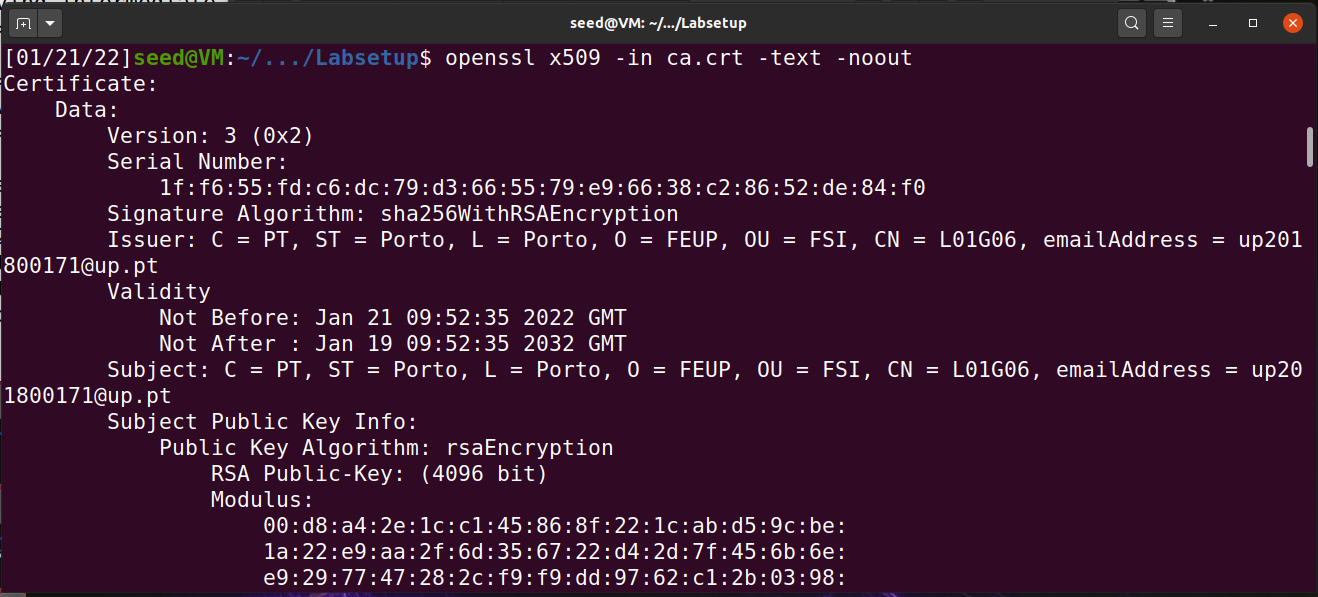 seed@VM: ~/.../Labsetup
[01/21/22]seed@VM:~/.../Labsetup$ openssl x509 -in ca.crt -text -noout
Certificate:
    Data:
        Version: 3 (0x2)
        Serial Number:
            1f:f6:55:fd:c6:dc:79:d3:66:55:79:e9:66:38:c2:86:52:de:84:f0
        Signature Algorithm: sha256WithRSAEncryption
        Issuer: C = PT, ST = Porto, L = Porto, O = FEUP, OU = FSI, CN = L01G06, emailAddress = up201
800171@up.pt
        Validity
            Not Before: Jan 21 09:52:35 2022 GMT
            Not After : Jan 19 09:52:35 2032 GMT
        Subject: C = PT, ST = Porto, L = Porto, O = FEUP, OU = FSI, CN = L01G06, emailAddress = up20
1800171@up.pt
        Subject Public Key Info:
            Public Key Algorithm: rsaEncryption
                RSA Public-Key: (4096 bit)
                Modulus:
                    00:d8:a4:2e:1c:c1:45:86:8f:22:1c:ab:d5:9c:be:
                    1a:22:e9:aa:2f:6d:35:67:22:d4:2d:7f:45:6b:6e:
                    e9:29:77:47:28:2c:f9:f9:dd:97:62:c1:2b:03:98: